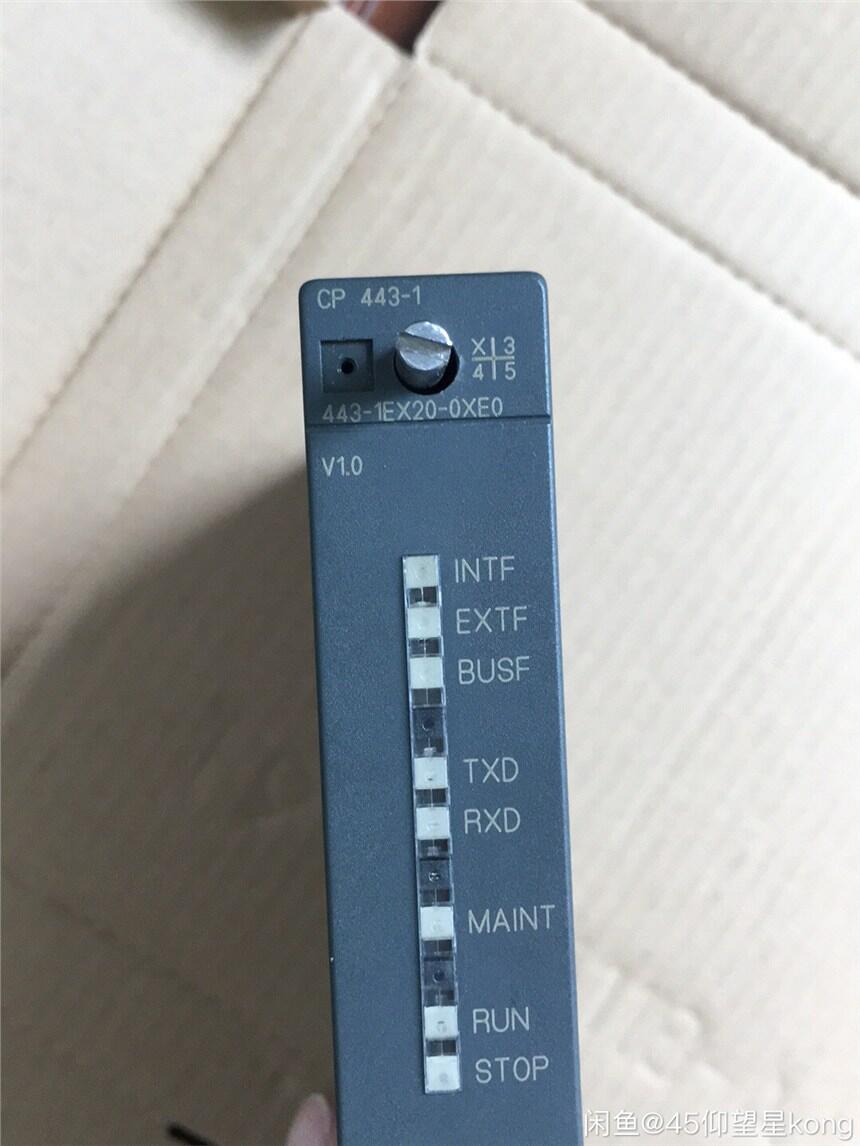 CP 443-1
X 3
4 5
443-1EX20-0XE0
V1.0
INTF
EXTF
BUSF
TXD
RXD
MAINT
RUN
STOP
闲鱼@45仰望星kong